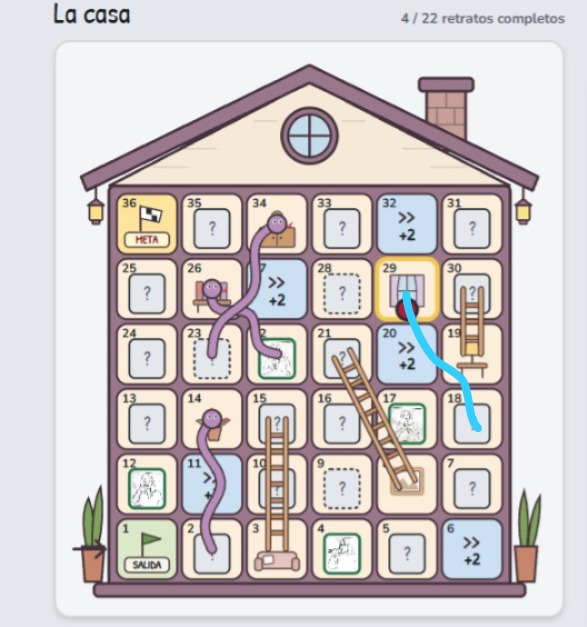 La casa
4 / 22 retratos completos
36 35 34 33 32 31
META ? ? >> ?
+2
25 26 7 28 29 30
? >> ? ?
+2
24 23 2 21 20 19
? ? ? >>
+2
13 14 15 16 17 18
? ? ?
12 11 10 9 7
? ? ?
1 2 3 4 5 6
SALIDA ? ? >>
+2